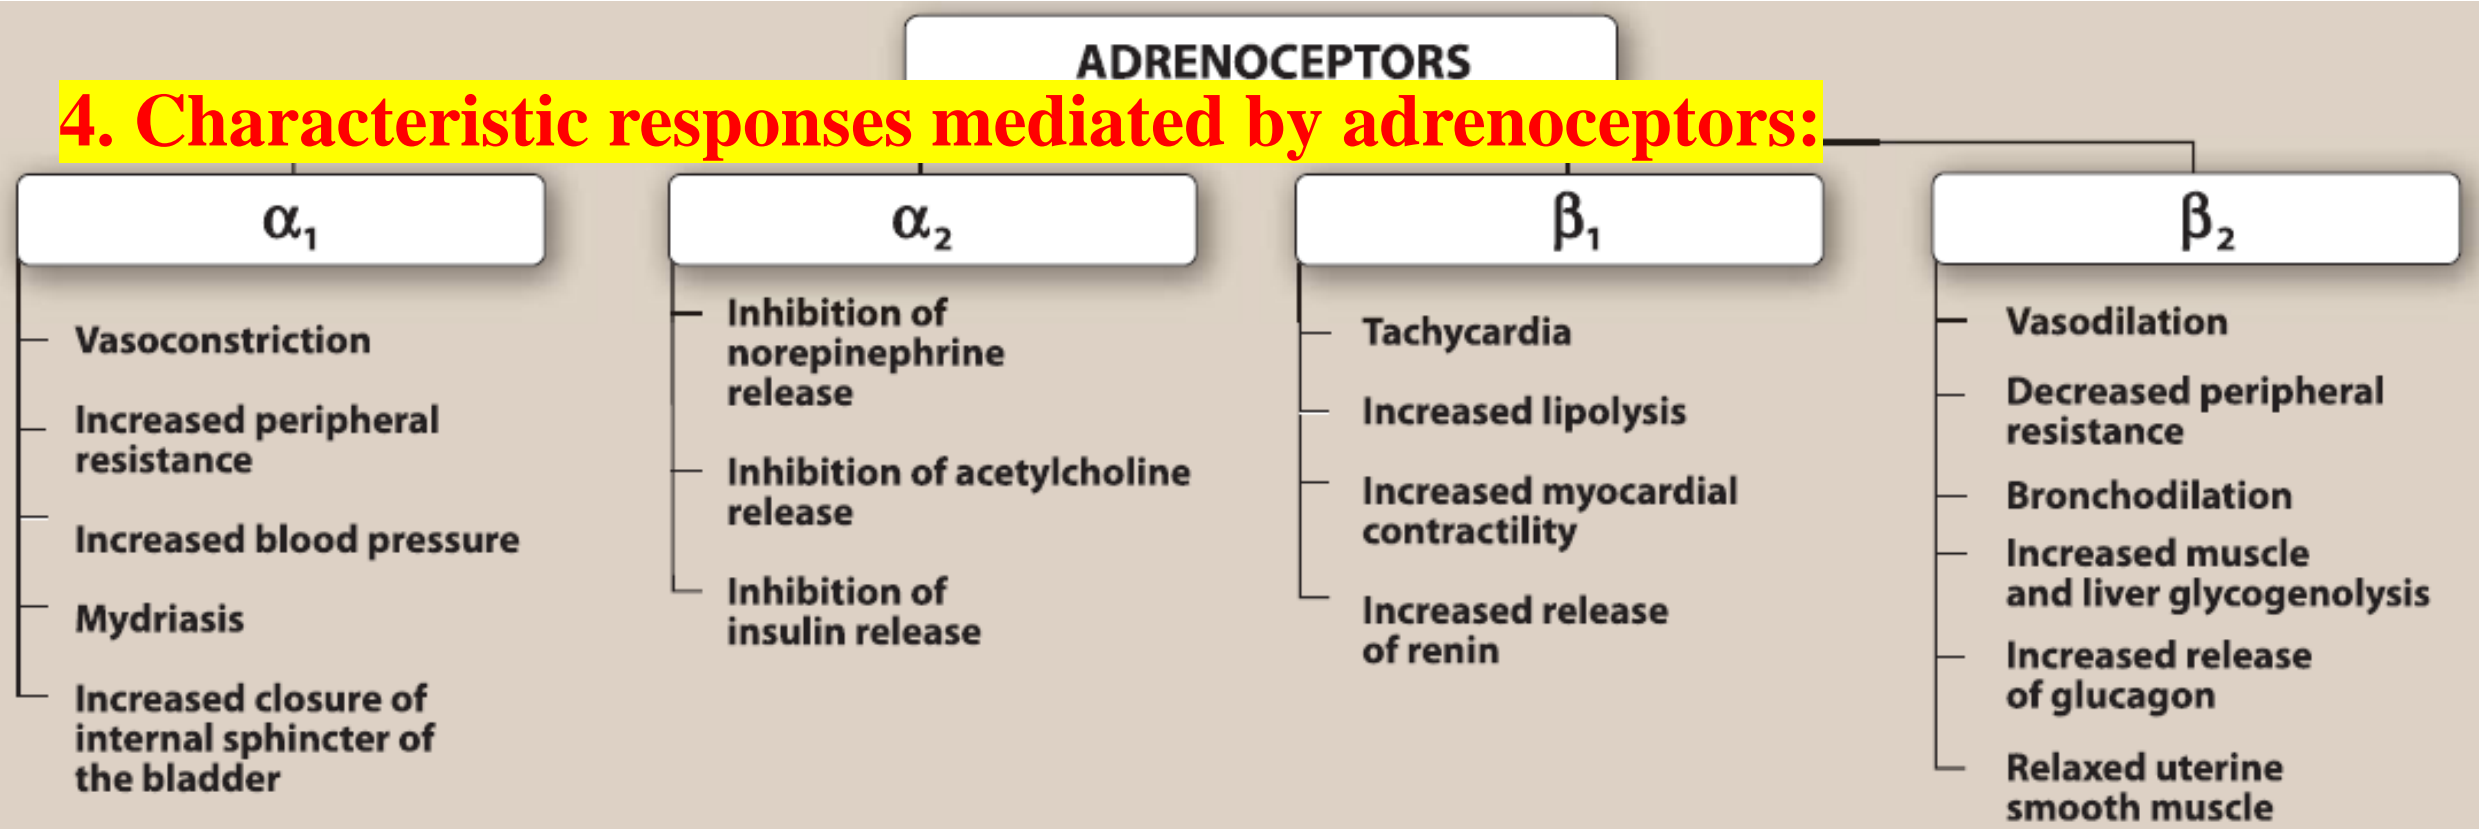 ADRENOCEPTORS
4. Characteristic responses mediated by adrenoceptors:
α₁
Vasoconstriction
Increased peripheral
resistance
Increased blood pressure
Mydriasis
Increased closure of
internal sphincter of
the bladder
α₂
Inhibition of
norepinephrine
release
Inhibition of acetylcholine
release
Inhibition of
insulin release
β₁
Tachycardia
Increased lipolysis
Increased myocardial
contractility
Increased release
of renin
β₂
Vasodilation
Decreased peripheral
resistance
Bronchodilation
Increased muscle
and liver glycogenolysis
Increased release
of glucagon
Relaxed uterine
smooth muscle